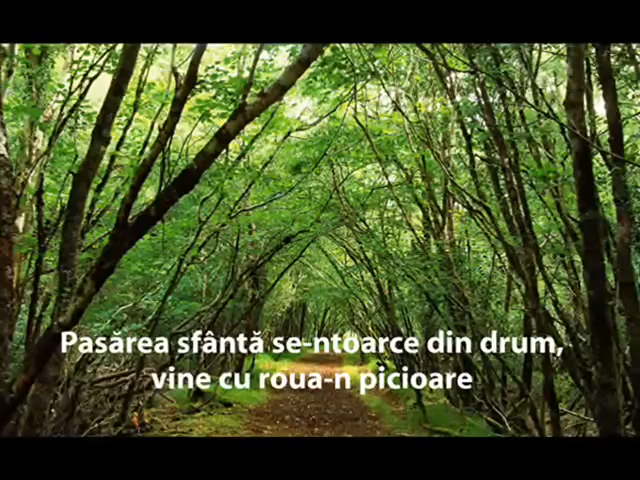 Pasărea sfântă se-ntoarce din drum,
vine cu roua-n picioare